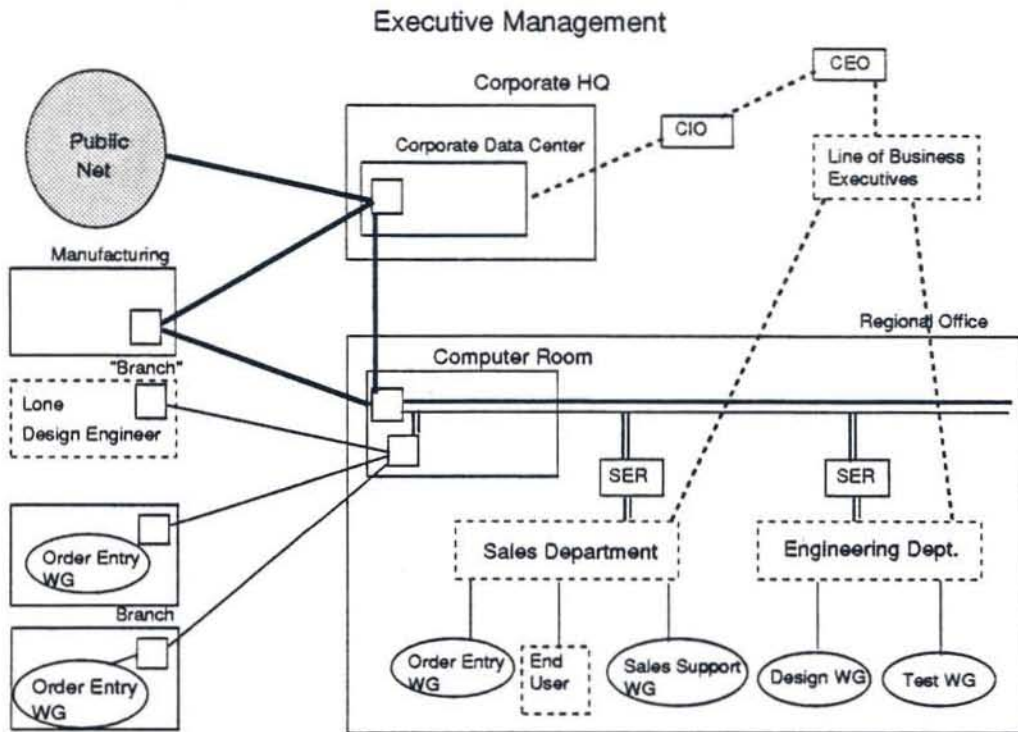 Executive Management
CEO
Corporate HQ
CIO
Public
Net
Corporate Data Center
Line of Business
Executives
Manufacturing
Regional Office
"Branch"
Computer Room
Lone
Design Engineer
SER
SER
Order Entry
WG
Sales Department
Engineering Dept.
Branch
Order Entry
WG
Order Entry
WG
End
User
Sales Support
WG
Design WG
Test WG